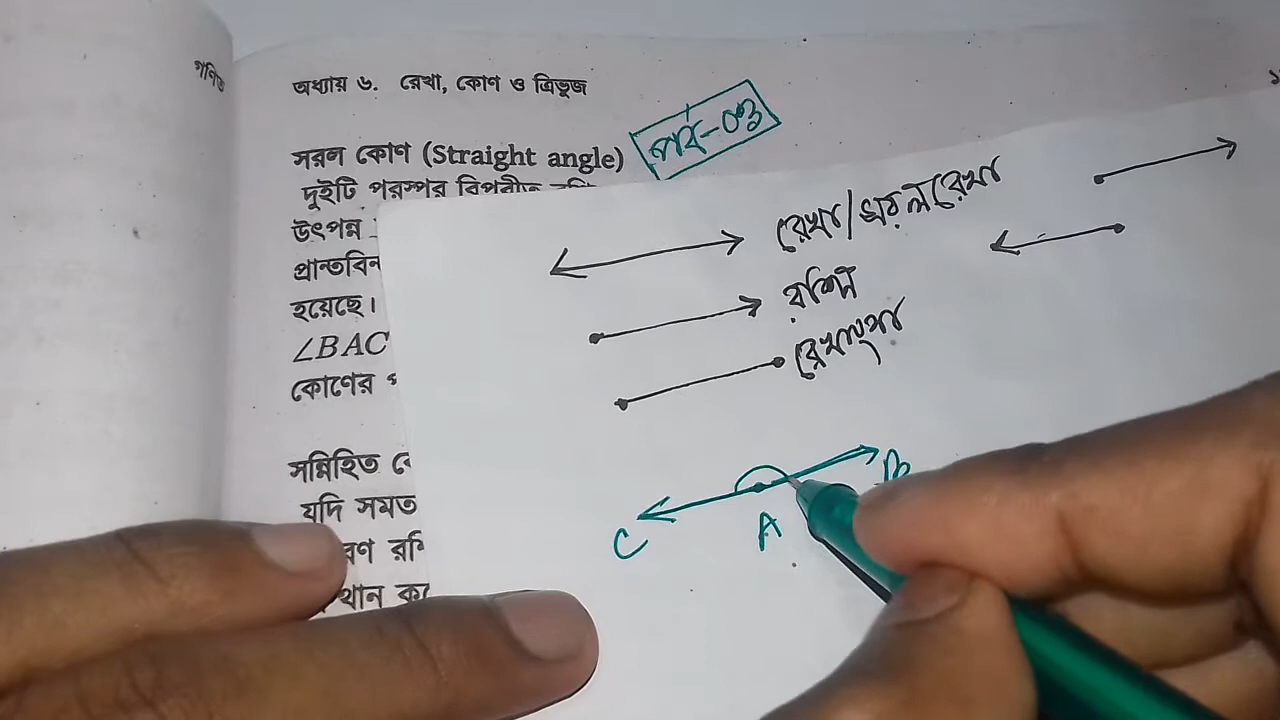 গণিত
অধ্যায় ৬. রেখা, কোণ ও ত্রিভুজ
সরল কোণ (Straight angle)
পর্ব-০৩
দুইটি পরস্পর বিপরীত
উৎপন্ন
প্রান্তবিন
হয়েছে।
∠BAC
কোণের
রেখা/সরলরেখা
রশ্মি
রেখাংশ
সন্নিহিত
যদি সমত
রশ্মি
B
C
A